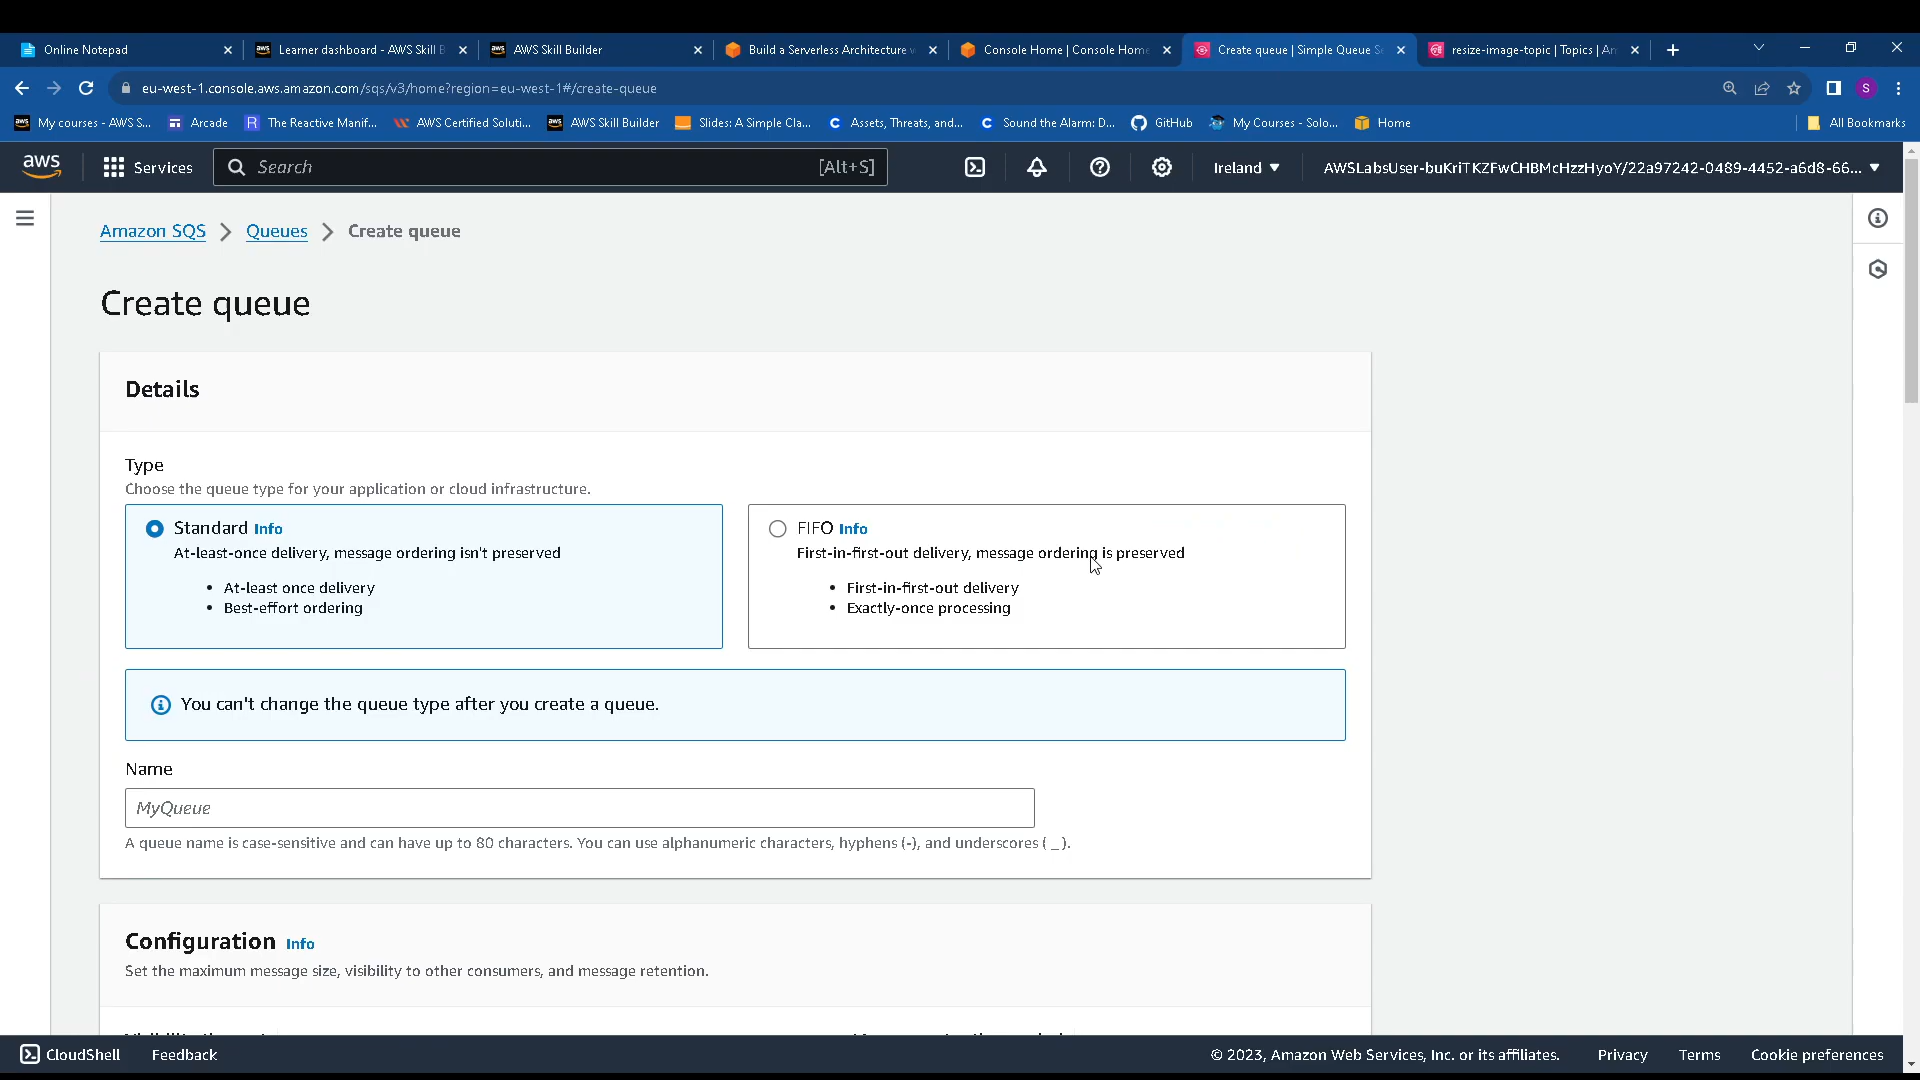 Online Notepad
Learner dashboard - AWS Skill B
AWS Skill Builder
Build a Serverless Architecture w
Console Home | Console Home
Create queue | Simple Queue Se
resize-image-topic | Topics | Am
eu-west-1.console.aws.amazon.com/sqs/v3/home?region=eu-west-1#/create-queue
S
My courses - AWS S...
Arcade
R
The Reactive Manif...
AWS Certified Soluti...
AWS Skill Builder
Slides: A Simple Cla...
Assets, Threats, and...
Sound the Alarm: D...
GitHub
My Courses - Solo...
Home
All Bookmarks
aws
Services
Search
[Alt+S]
Ireland
AWSLabsUser-buKriTKZFwCHBMcHzzHyoY/22a97242-0489-4452-a6d8-66...
Amazon SQS
Queues
Create queue
Create queue
Details
Type
Choose the queue type for your application or cloud infrastructure.
Standard Info
At-least-once delivery, message ordering isn't preserved
• At-least once delivery
• Best-effort ordering
FIFO Info
First-in-first-out delivery, message ordering is preserved
• First-in-first-out delivery
• Exactly-once processing
You can't change the queue type after you create a queue.
Name
MyQueue
A queue name is case-sensitive and can have up to 80 characters. You can use alphanumeric characters, hyphens (-), and underscores ( _ ).
Configuration Info
Set the maximum message size, visibility to other consumers, and message retention.
CloudShell
Feedback
© 2023, Amazon Web Services, Inc. or its affiliates.
Privacy
Terms
Cookie preferences